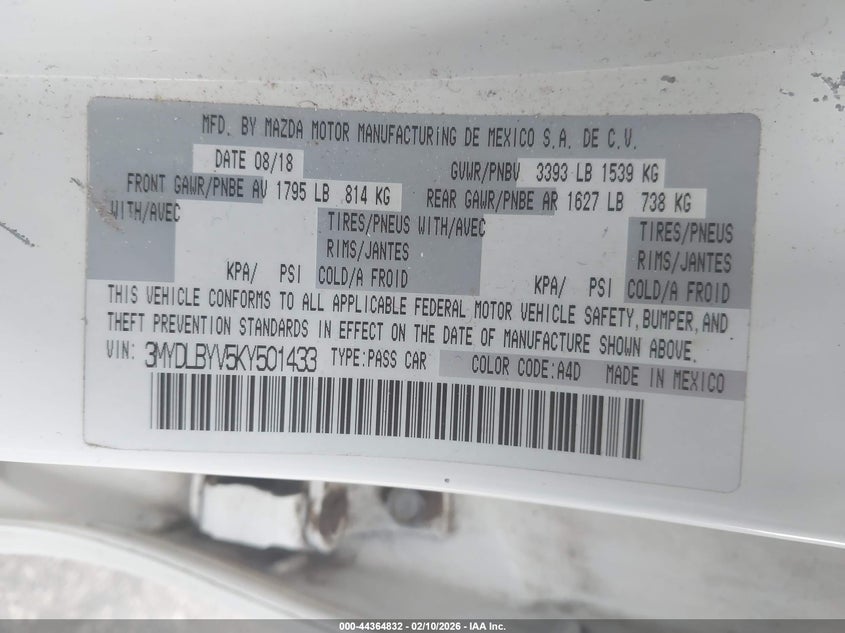 MFD. BY MAZDA MOTOR MANUFACTURING DE MEXICO S.A. DE C.V.
DATE 08/18 GVWR/PNBV 3393 LB 1539 KG
FRONT GAWR/PNBE AV 1795 LB 814 KG REAR GAWR/PNBE AR 1627 LB 738 KG
WITH/AVEC TIRES/PNEUS WITH/AVEC TIRES/PNEUS
RIMS/JANTES RIMS/JANTES
KPA/ PSI COLD/A FROID KPA/ PSI COLD/A FROID
THIS VEHICLE CONFORMS TO ALL APPLICABLE FEDERAL MOTOR VEHICLE SAFETY, BUMPER, AND
THEFT PREVENTION STANDARDS IN EFFECT ON THE DATE OF MANUFACTURE SHOWN ABOVE.
VIN: 3MYDLBYV5KY501433 TYPE: PASS CAR COLOR CODE: A4D MADE IN MEXICO
000-44364832 - 02/10/2026 - IAA Inc.